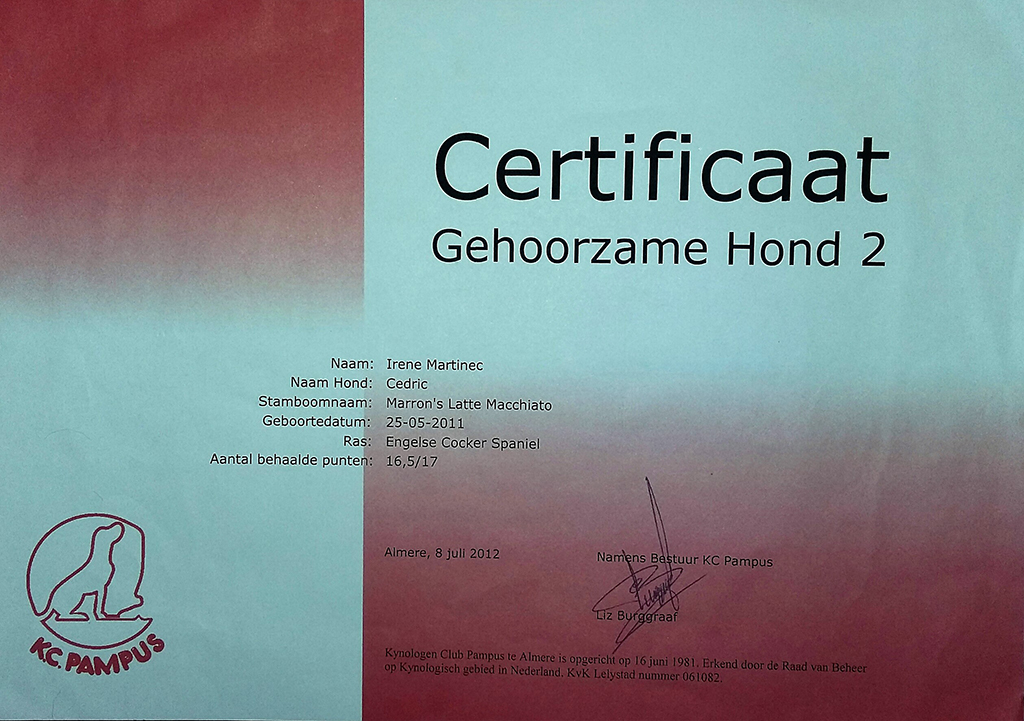 Certificaat
Gehoorzame Hond 2
Naam: Irene Martinec
Naam Hond: Cedric
Stamboomnaam: Marron's Latte Macchiato
Geboortedatum: 25-05-2011
Ras: Engelse Cocker Spaniel
Aantal behaalde punten: 16,5/17
Almere, 8 juli 2012
Namens Bestuur KC Pampus
Liz Burggraaf
K.C. PAMPUS
Kynologen Club Pampus te Almere is opgericht op 16 juni 1981. Erkend door de Raad van Beheer
op Kynologisch gebied in Nederland. KvK Lelystad nummer 061082.